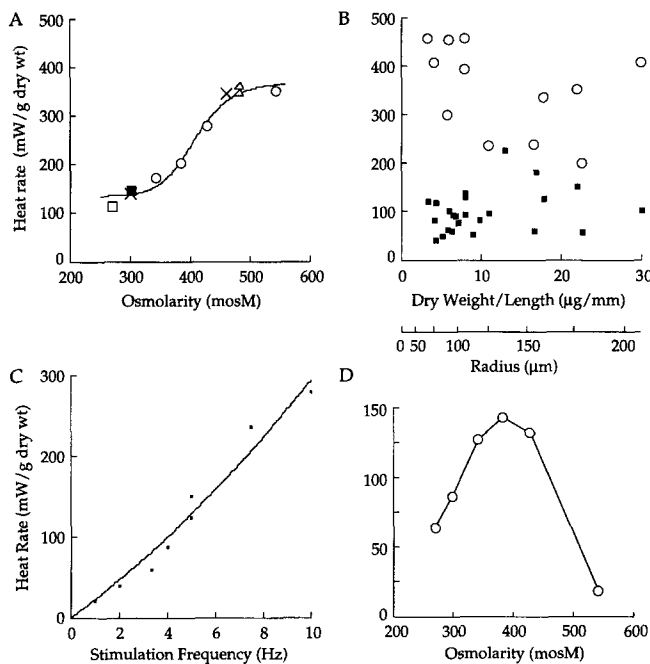 A
Heat rate (mW/g dry wt)
500
400
300
200
100
0
200 300 400 500 600
Osmolarity (mosM)
B
500
400
300
200
100
0
0 10 20 30
Dry Weight/Length (µg/mm)
0 50 100 150 200
Radius (µm)
C
Heat Rate (mW/g dry wt)
300
200
100
0
0 2 4 6 8 10
Stimulation Frequency (Hz)
D
150
100
50
0
200 300 400 500 600
Osmolarity (mosM)